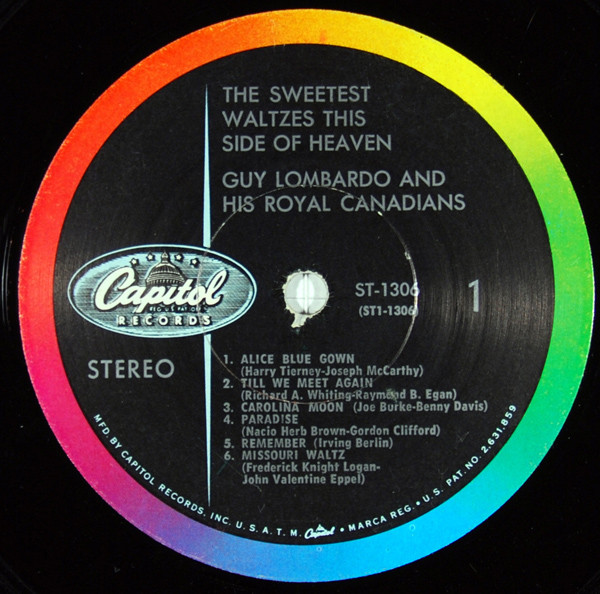 THE SWEETEST
WALTZES THIS
SIDE OF HEAVEN
GUY LOMBARDO AND
HIS ROYAL CANADIANS
Capitol
RECORDS
ST-1306
(ST1-1306)
1
STEREO
1. ALICE BLUE GOWN
(Harry Tierney-Joseph McCarthy)
2. TILL WE MEET AGAIN
(Richard A. Whiting-Raymond B. Egan)
3. CAROLINA MOON (Joe Burke-Benny Davis)
4. PARADISE
(Nacio Herb Brown-Gordon Clifford)
5. REMEMBER (Irving Berlin)
6. MISSOURI WALTZ
(Frederick Knight Logan-
John Valentine Eppel)
MFD. BY CAPITOL RECORDS, INC. U.S.A. T.M. Capitol • MARCA REG. • U.S. PAT. NO. 2,631,859